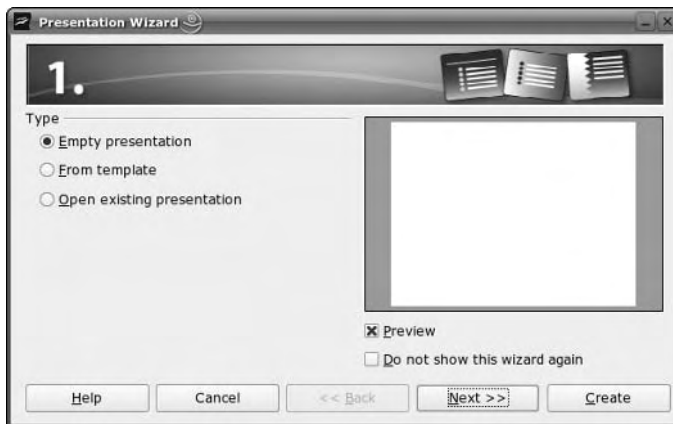 Presentation Wizard
1.
Type
Empty presentation
From template
Open existing presentation
Preview
Do not show this wizard again
Help
Cancel
<< Back
Next >>
Create